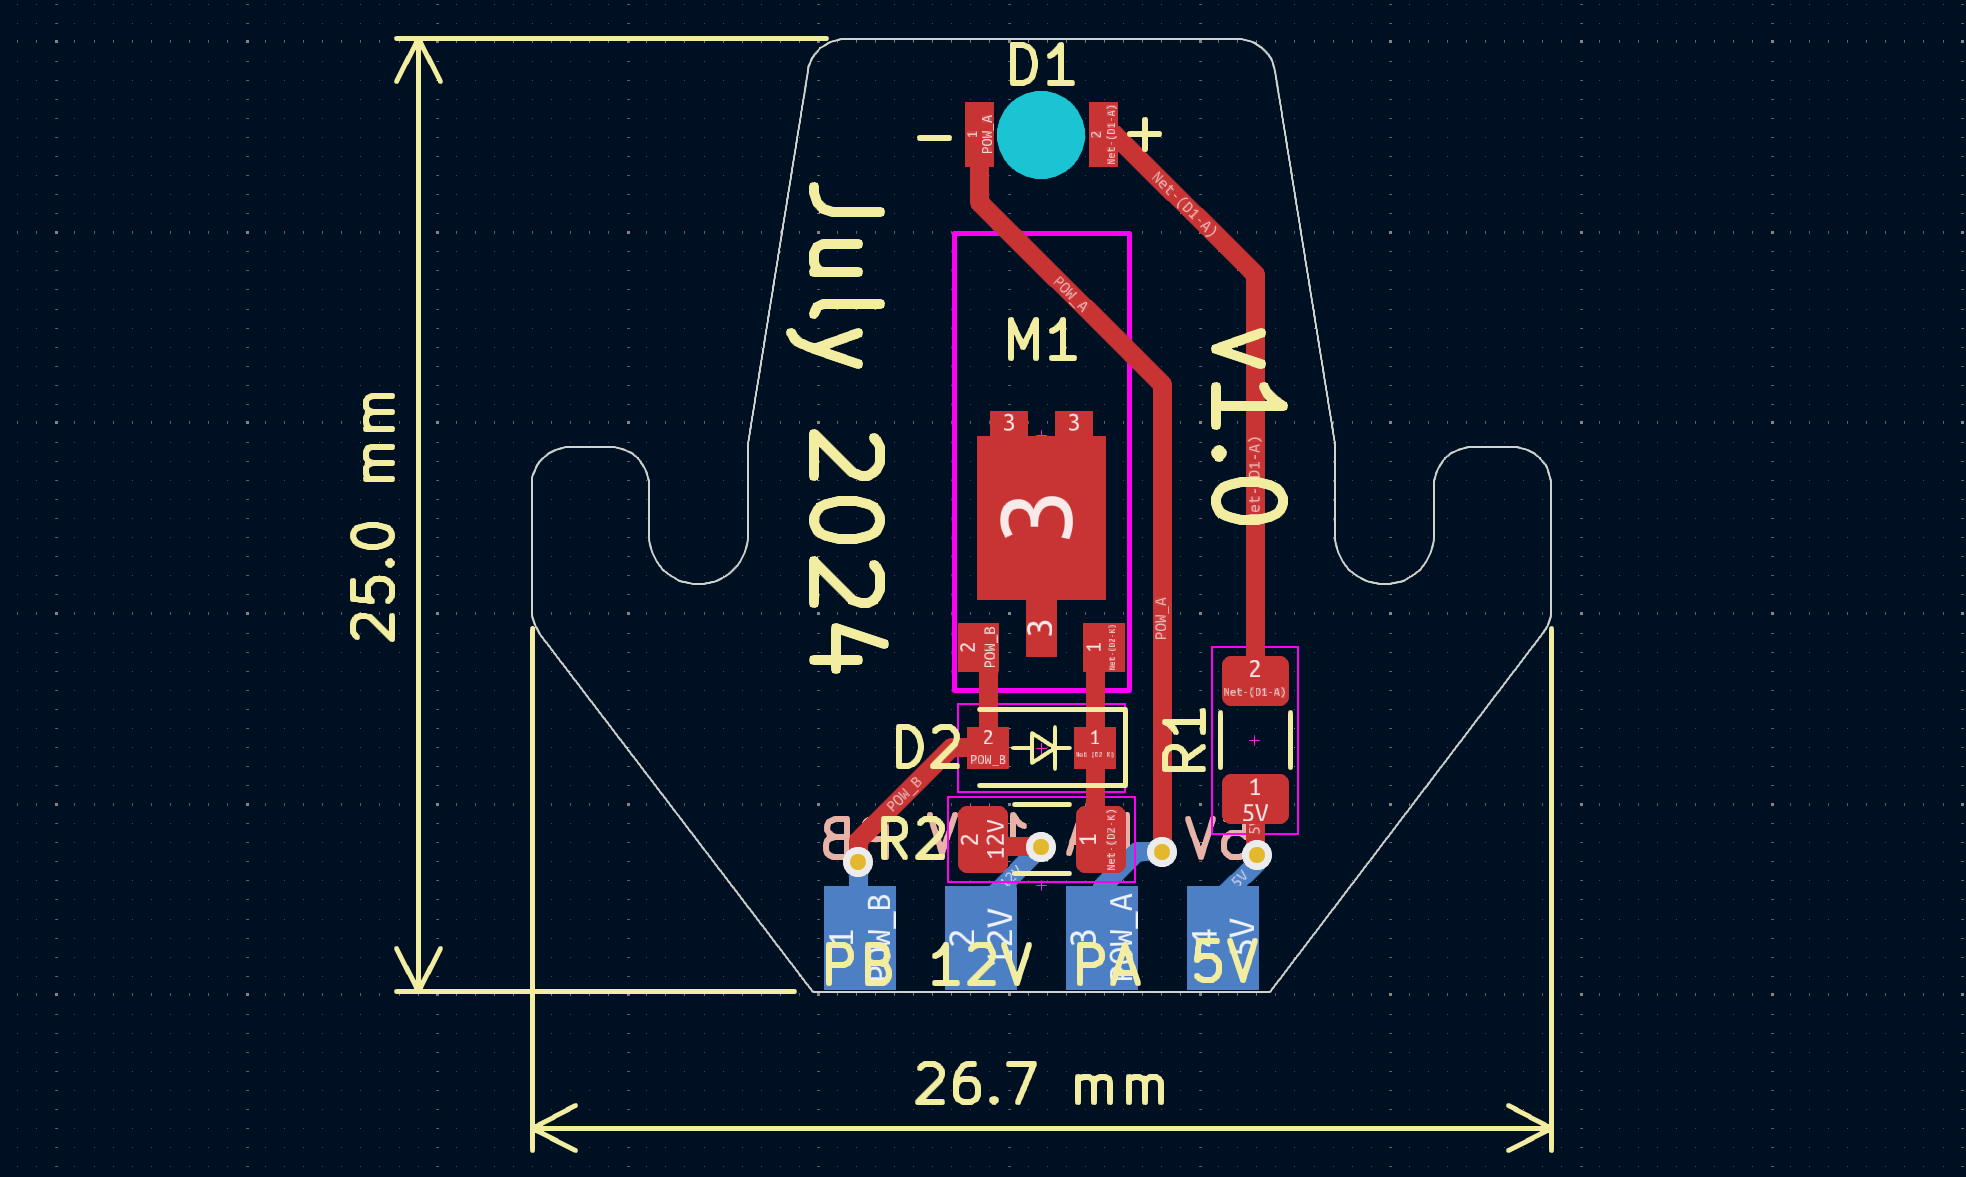 D1
-
1
POW_A
2
Net-(D1-A)
+
Net-(D1-A)
July 2024
POW_A
M1
V1.0
Net-(D1-A)
3
3
3
3
25.0 mm
2
POW_B
1
Net-(D2-K)
POW_A
2
Net-(D1-A)
D2
2
POW_B
1
Net-(D2-K)
R1
POW_B
1
5V
5V
R2
2
12V
1
Net-(D2-K)
12V
5V
1
POW_B
2
12V
3
POW_A
4
5V
PB
12V
PA
5V
26.7 mm